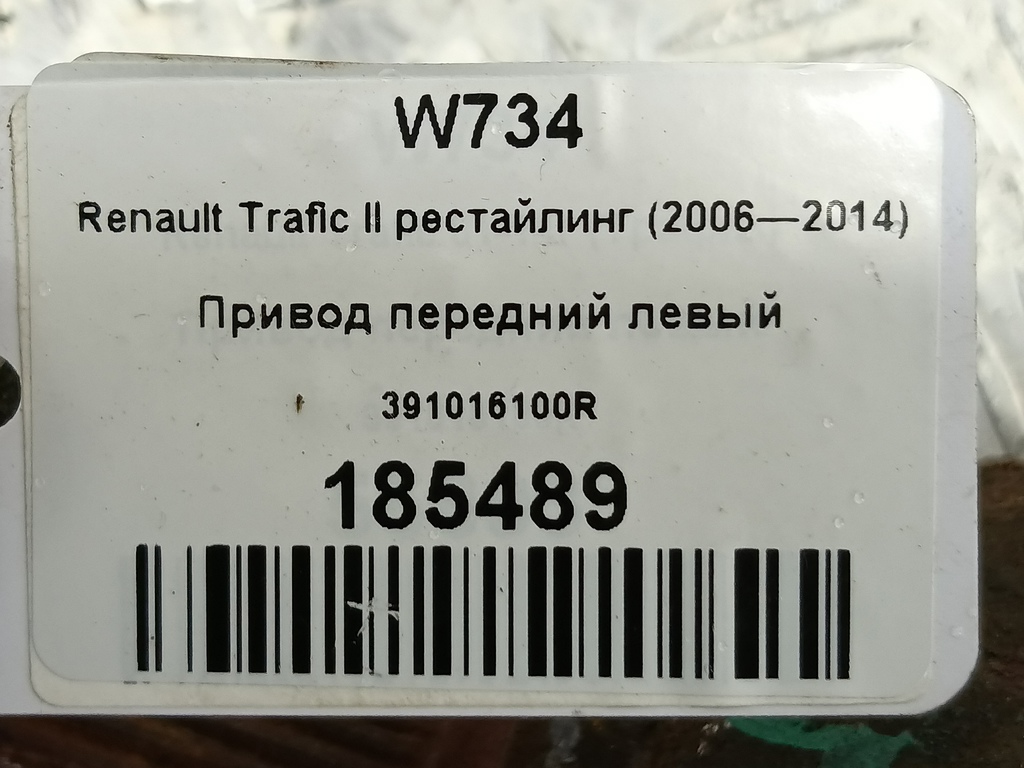 W734
Renault Trafic II рестайлинг (2006—2014)
Привод передний левый
391016100R
185489